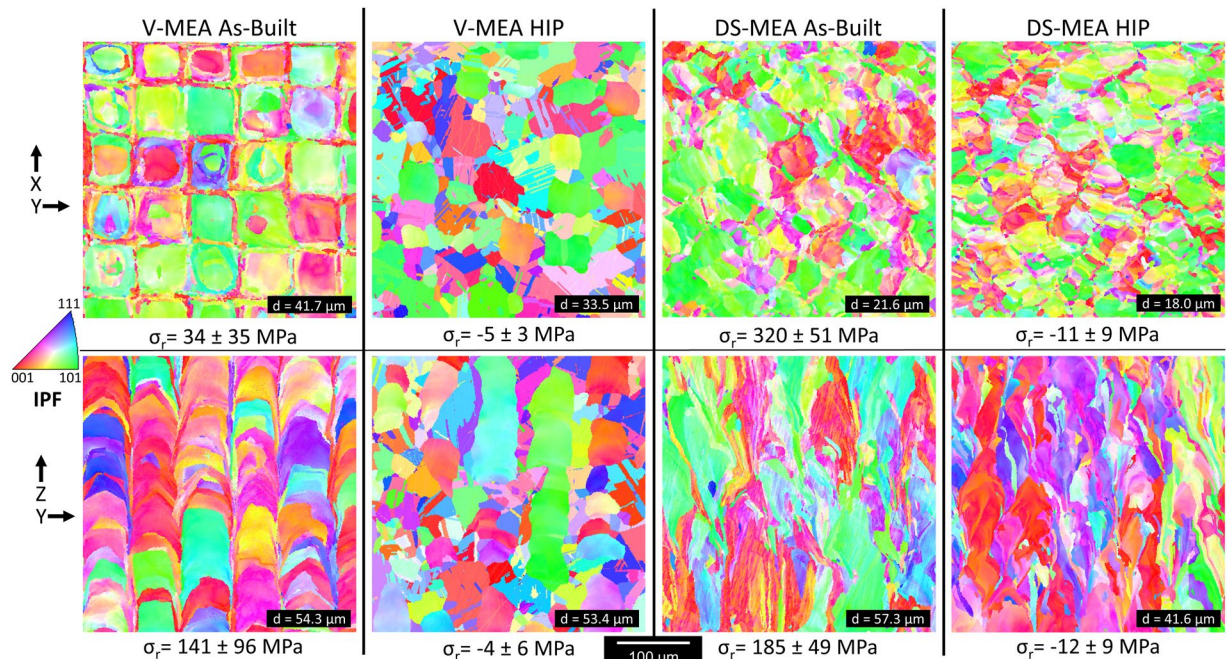 V-MEA As-Built
V-MEA HIP
DS-MEA As-Built
DS-MEA HIP
X
Y
d = 41.7 µm
d = 33.5 µm
d = 21.6 µm
d = 18.0 µm
σr= 34 ± 35 MPa
σr= -5 ± 3 MPa
σr= 320 ± 51 MPa
σr= -11 ± 9 MPa
111
001
101
IPF
Z
Y
d = 54.3 µm
d = 53.4 µm
d = 57.3 µm
d = 41.6 µm
σr= 141 ± 96 MPa
σr= -4 ± 6 MPa
100 µm
σr= 185 ± 49 MPa
σr= -12 ± 9 MPa